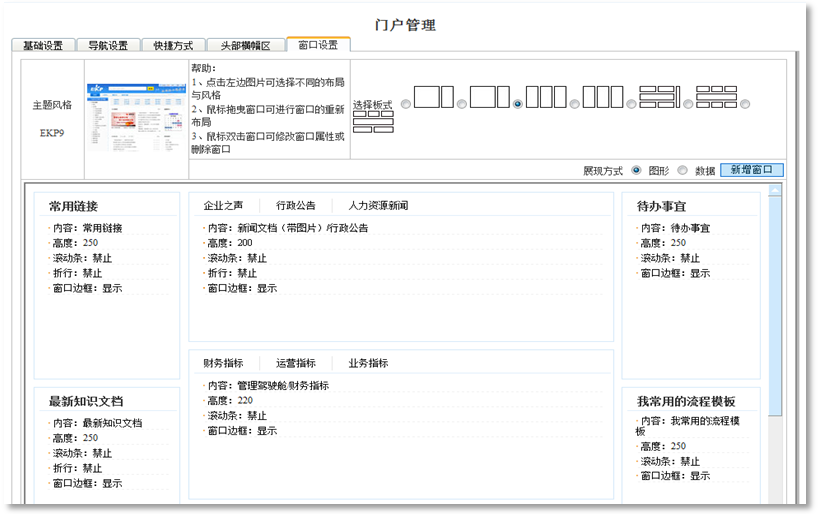 门户管理
基础设置 导航设置 快捷方式 头部横幅区 窗口设置
主题风格
EKP9
帮助:
1、点击左边图片可选择不同的布局
与风格
2、鼠标拖曳窗口可进行窗口的重新
布局
3、鼠标双击窗口可修改窗口属性或
删除窗口
选择板式
展现方式 图形 数据 新增窗口
常用链接
内容: 常用链接
高度: 250
滚动条: 禁止
折行: 禁止
窗口边框: 显示
最新知识文档
内容: 最新知识文档
高度: 250
滚动条: 禁止
折行: 禁止
窗口边框: 显示
企业之声 行政公告 人力资源新闻
内容: 新闻文档（带图片）/行政公告
高度: 200
滚动条: 禁止
折行: 禁止
窗口边框: 显示
财务指标 运营指标 业务指标
内容: 管理驾驶舱/财务指标
高度: 220
滚动条: 禁止
窗口边框: 显示
待办事宜
内容: 待办事宜
高度: 250
滚动条: 禁止
窗口边框: 显示
我常用的流程模板
内容: 我常用的流程模
板
高度: 250
滚动条: 禁止
窗口边框: 显示